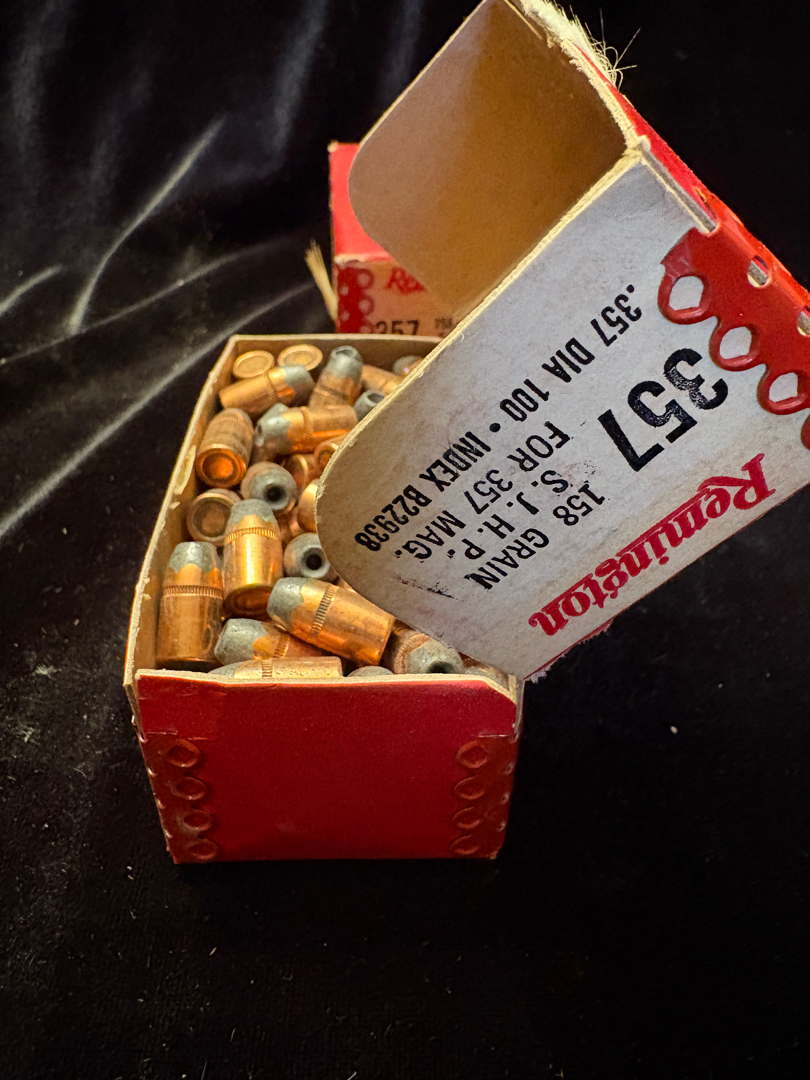 Remington
357
158 GRAIN
S. J. H. P.
FOR 357 MAG.
.357 DIA 100 • INDEX B22938
357